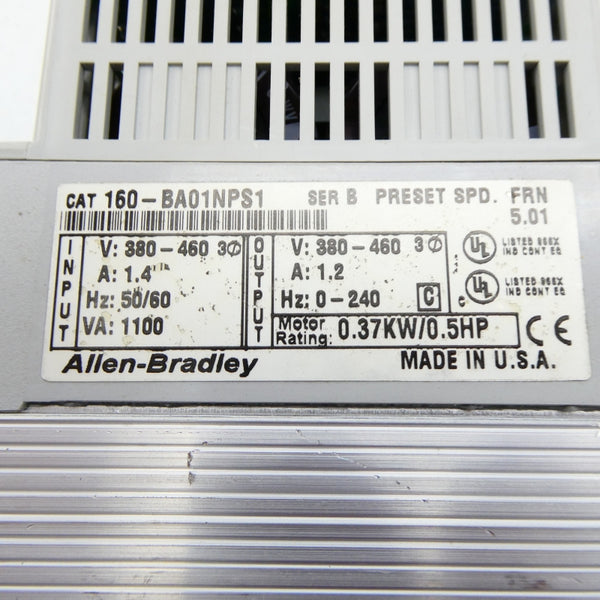 CAT 160-BA01NPS1 SER B PRESET SPD. FRN
5.01
INPUT
V: 380-460 3Ø
A: 1.4
Hz: 50/60
VA: 1100
OUTPUT
V: 380-460 3Ø
A: 1.2
Hz: 0-240 C
Motor Rating: 0.37KW/0.5HP
UL LISTED 966X
IND CONT EQ
c UL LISTED 966X
IND CONT EQ
CE
Allen-Bradley MADE IN U.S.A.